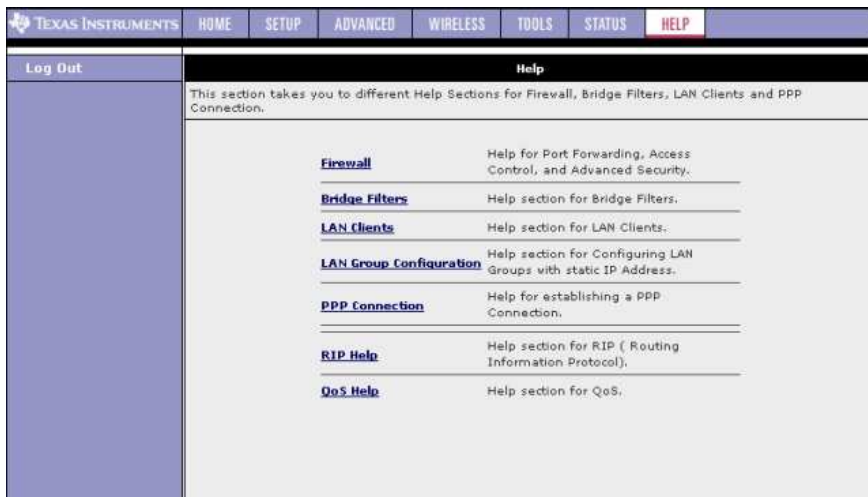 TEXAS INSTRUMENTS HOME SETUP ADVANCED WIRELESS TOOLS STATUS HELP
Log Out
Help
This section takes you to different Help Sections for Firewall, Bridge Filters, LAN Clients and PPP
Connection.
Firewall
Help for Port Forwarding, Access
Control, and Advanced Security.
Bridge Filters
Help section for Bridge Filters.
LAN Clients
Help section for LAN Clients.
LAN Group Configuration
Help section for Configuring LAN
Groups with static IP Address.
PPP Connection
Help for establishing a PPP
Connection.
RIP Help
Help section for RIP ( Routing
Information Protocol).
QoS Help
Help section for QoS.